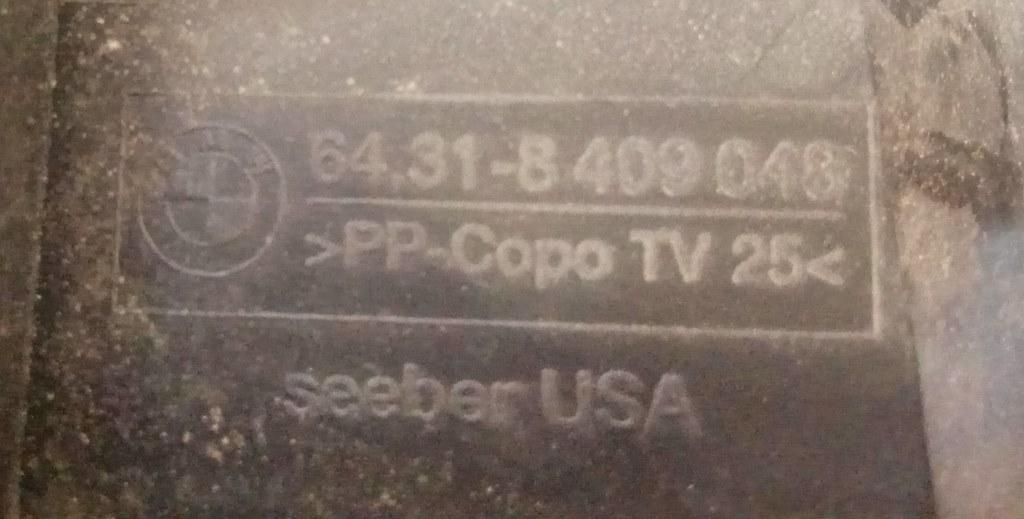 64.31-8 409 048
>PP-Copo TV 25<
seeber USA